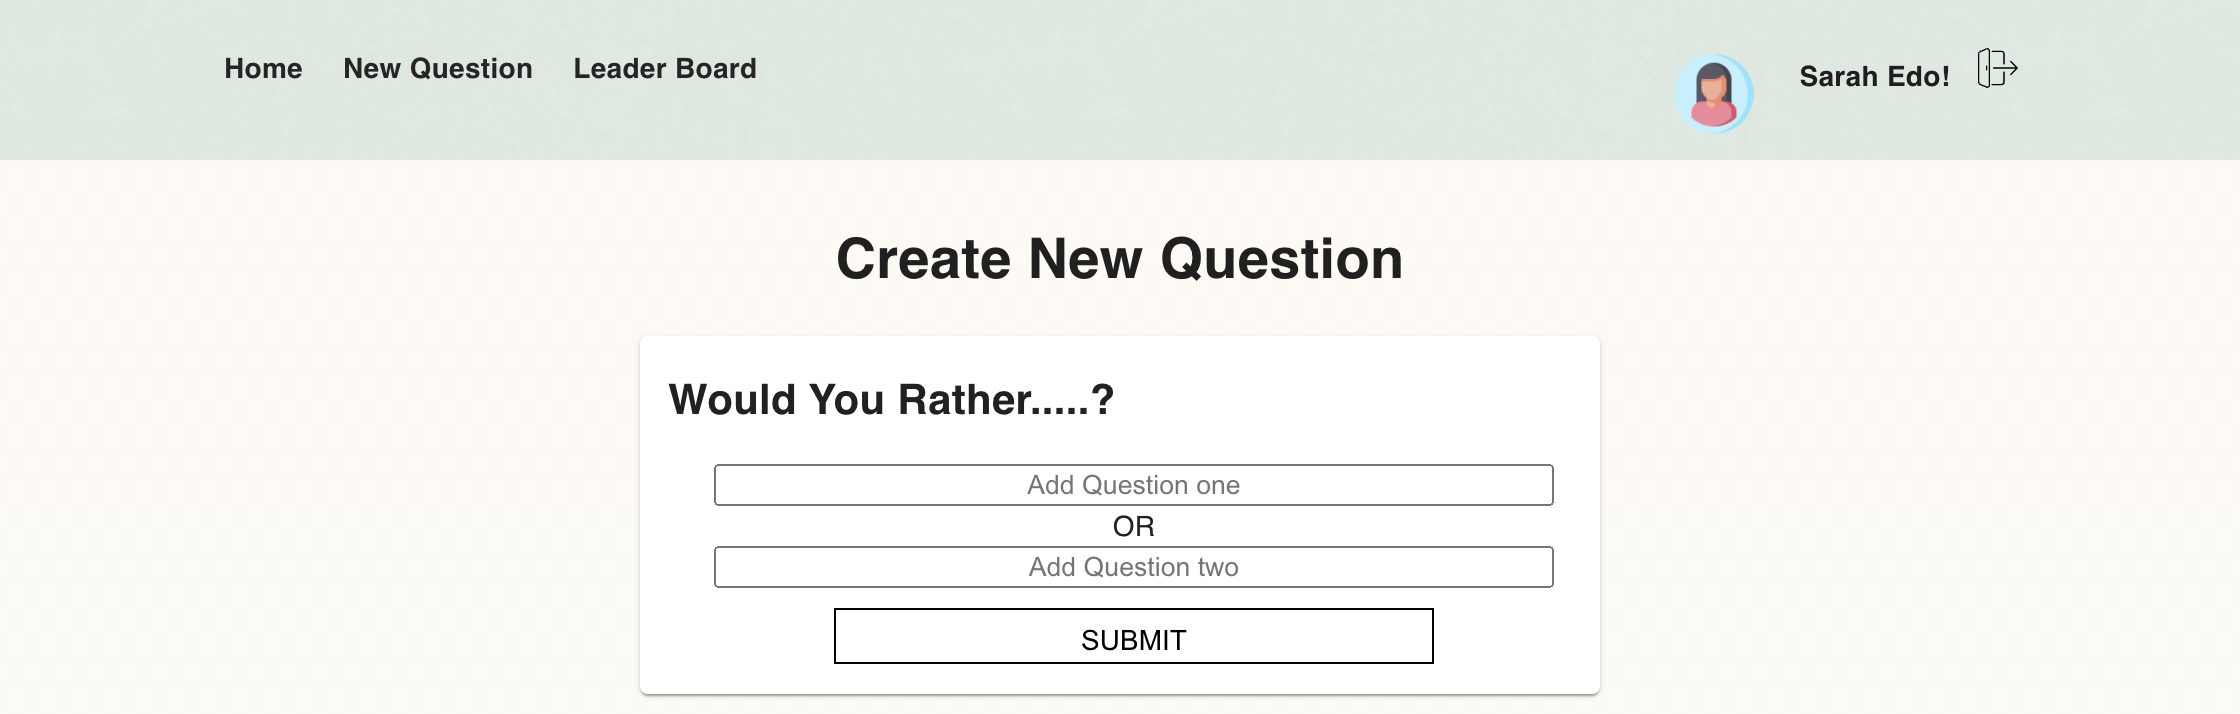 Home New Question Leader Board Sarah Edo!
Create New Question
Would You Rather.....?
Add Question one
OR
Add Question two
SUBMIT